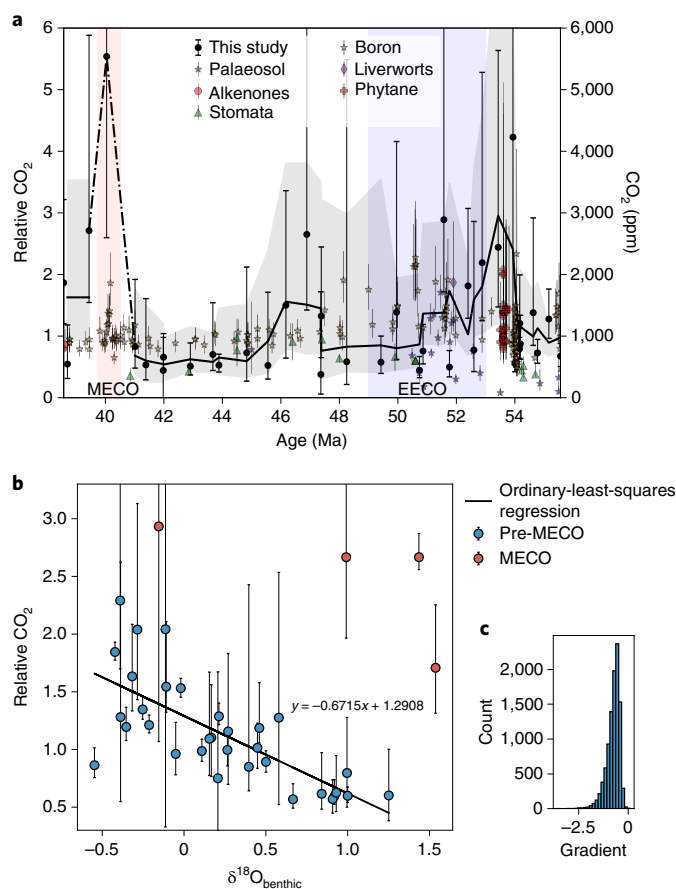 a
6
5
4
3
2
1
0
Relative CO2
6,000
5,000
4,000
3,000
2,000
1,000
0
CO2 (ppm)
This study
Palaeosol
Alkenones
Stomata
Boron
Liverworts
Phytane
MECO
EECO
40 42 44 46 48 50 52 54
Age (Ma)
b
3.0
2.5
2.0
1.5
1.0
0.5
Relative CO2
y = −0.6715x + 1.2908
−0.5 0 0.5 1.0 1.5
δ18Obenthic
Ordinary-least-squares
regression
Pre-MECO
MECO
c
2,000
1,500
1,000
500
0
Count
−2.5 0
Gradient